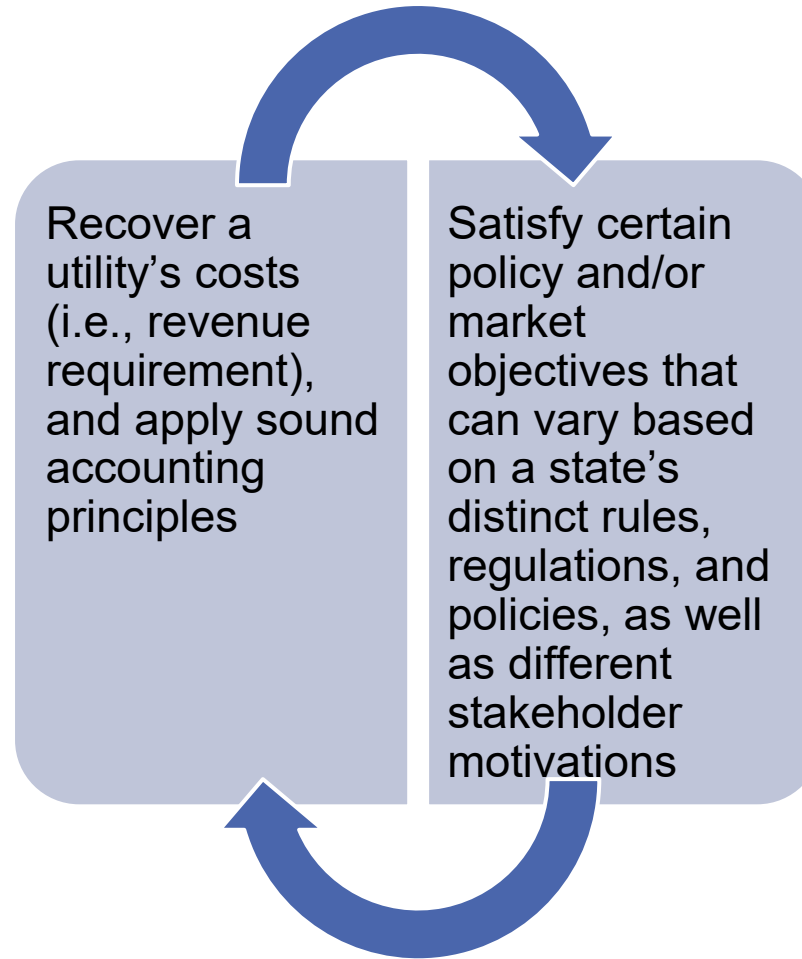 Recover a
utility’s costs
(i.e., revenue
requirement),
and apply sound
accounting
principles
Satisfy certain
policy and/or
market
objectives that
can vary based
on a state’s
distinct rules,
regulations, and
policies, as well
as different
stakeholder
motivations